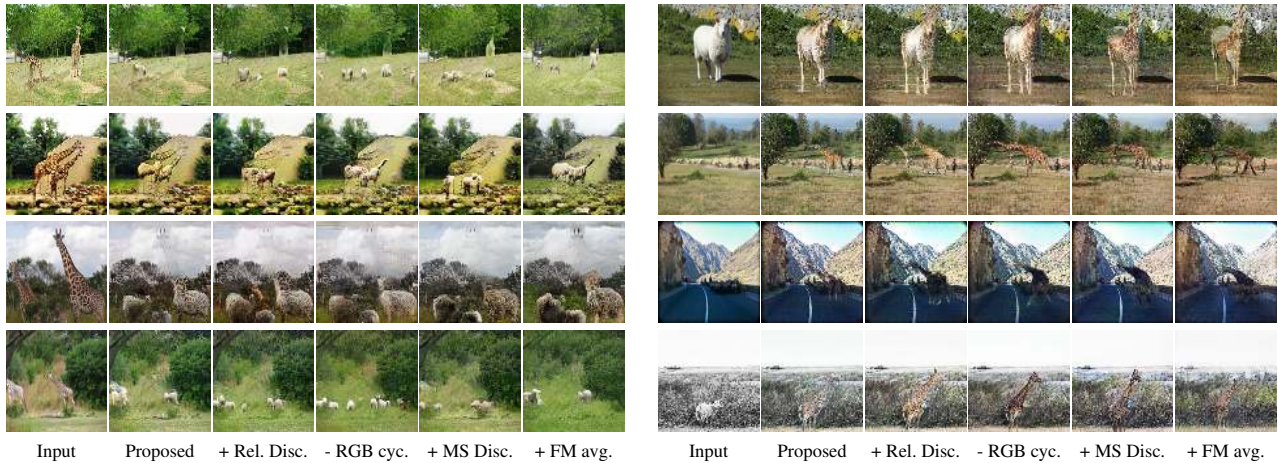 Input Proposed + Rel. Disc. - RGB cyc. + MS Disc. + FM avg. Input Proposed + Rel. Disc. - RGB cyc. + MS Disc. + FM avg.